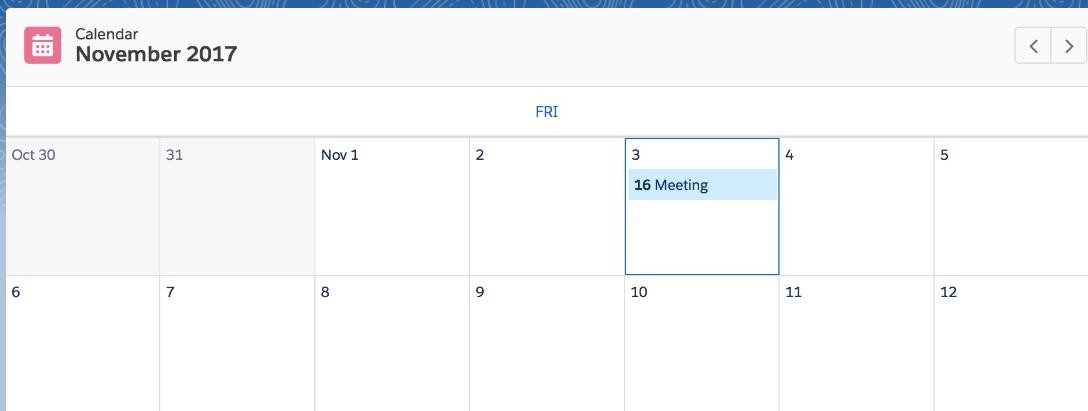 Calendar
November 2017
FRI
Oct 30 31 Nov 1 2 3 4 5
16 Meeting
6 7 8 9 10 11 12